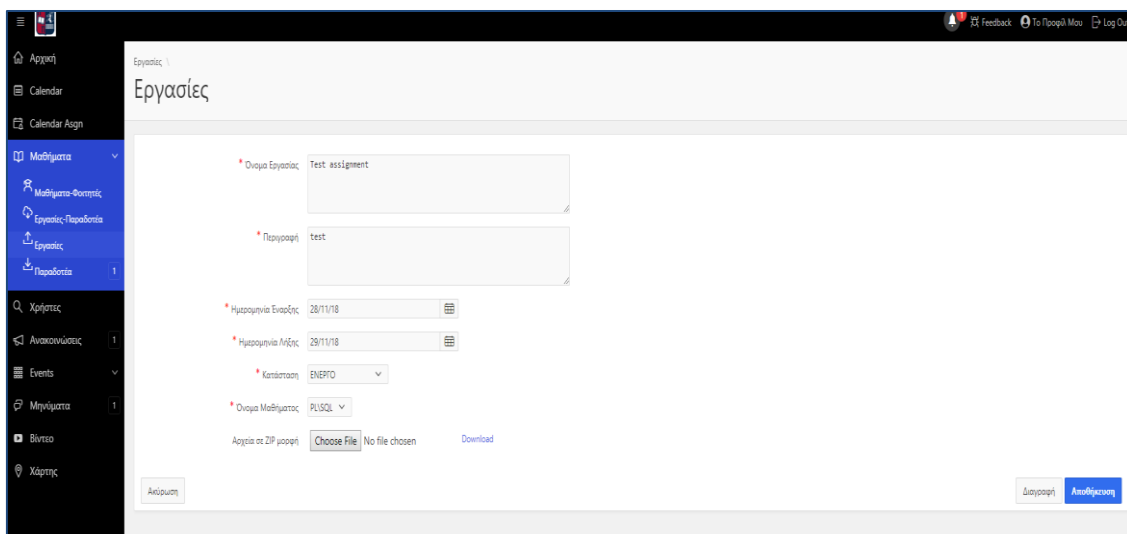 1
Feedback Το Προφίλ Μου Log Out
Αρχική
Calendar
Calendar Asgn
Μαθήματα
Μαθήματα-Φοιτητές
Εργασίες-Παραδοτέα
Εργασίες
Παραδοτέα 1
Χρήστες
Ανακοινώσεις 1
Events
Μηνύματα 1
Βίντεο
Χάρτης
Εργασίες \
Εργασίες
* Όνομα Εργασίας Test assignment
* Περιγραφή test
* Ημερομηνία Έναρξης 28/11/18
* Ημερομηνία Λήξης 29/11/18
* Κατάσταση ΕΝΕΡΓΟ
* Όνομα Μαθήματος PL\SQL
Αρχεία σε ZIP μορφή Choose File No file chosen Download
Ακύρωση Διαγραφή Αποθήκευση